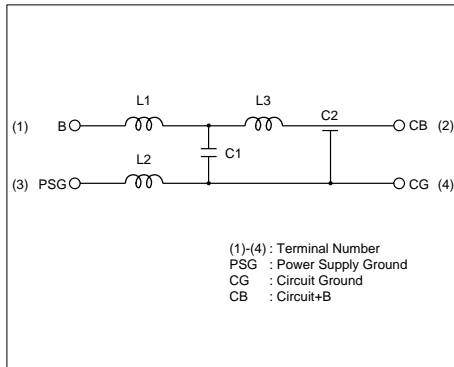 L1
L3
C2
(1) B
CB (2)
C1
L2
(3) PSG
CG (4)
(1)-(4) : Terminal Number
PSG : Power Supply Ground
CG : Circuit Ground
CB : Circuit+B